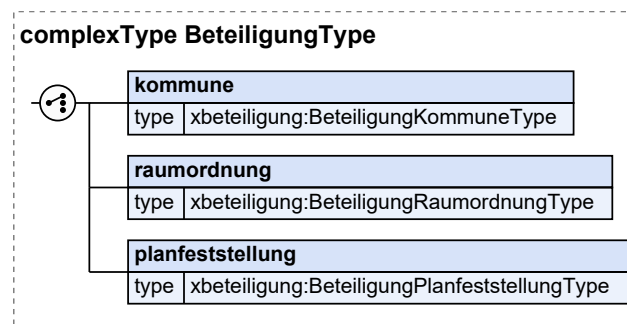 complexType BeteiligungType
kommune
type xbeteiligung:BeteiligungKommuneType
raumordnung
type xbeteiligung:BeteiligungRaumordnungType
planfeststellung
type xbeteiligung:BeteiligungPlanfeststellungType